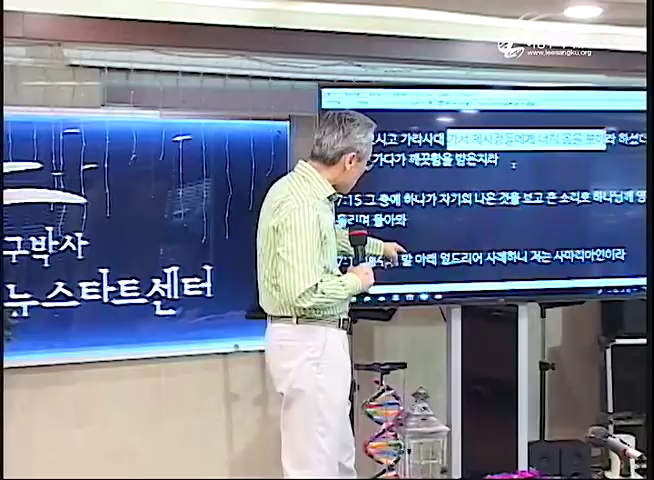 www.leesangku.org
시고 가라사대 가서 제사장들에게 너희 몸을 보이라 하셨더
가다가 깨끗함을 받은지라
7:15 그 중에 하나가 자기의 나은 것을 보고 큰 소리로 하나님께 영
돌리며 돌아와
발 아래 엎드리어 사례하니 저는 사마리아인이라
구박사
뉴스타트센터